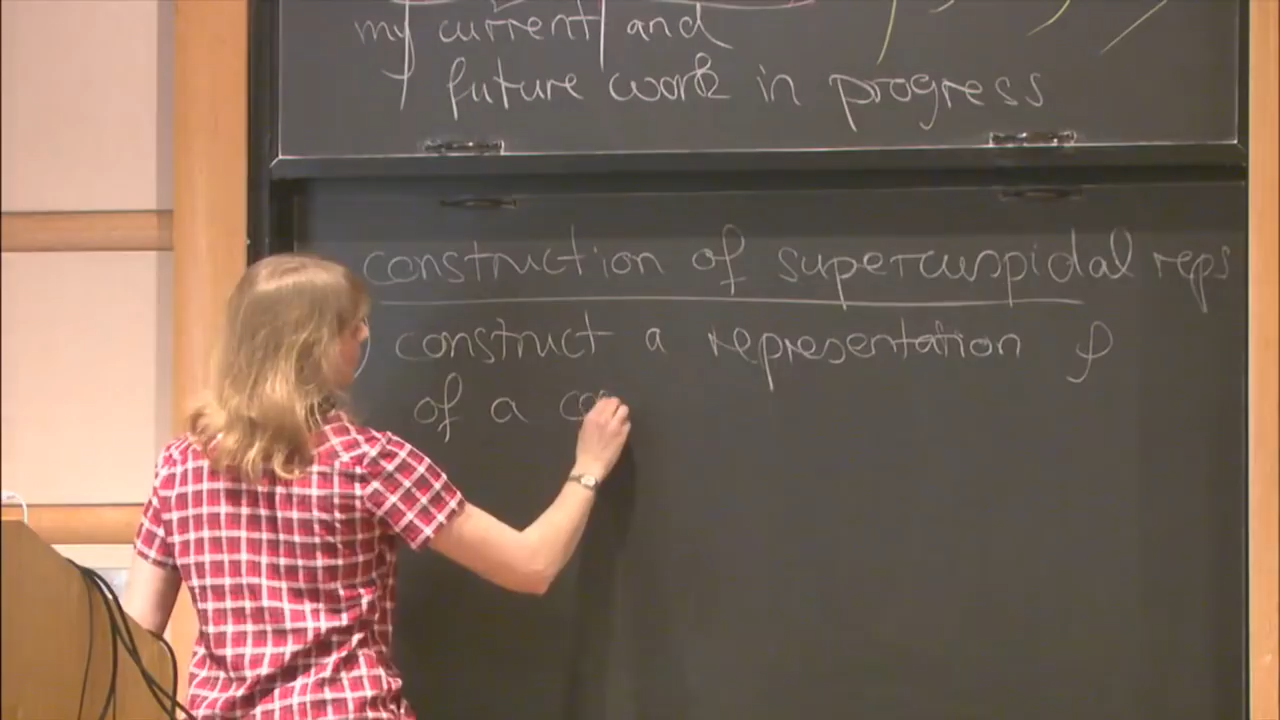 my current and
future work in progress
construction of supercuspidal reps
) construct a representation ρ
of a co